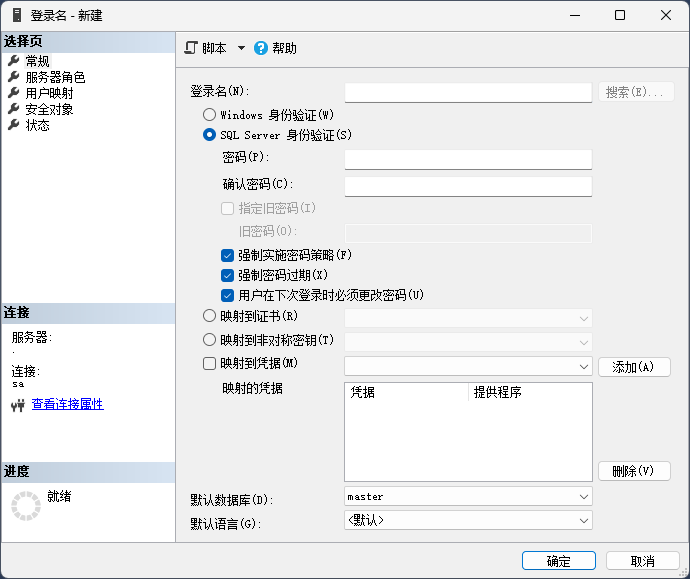 登录名 - 新建
选择页
常规
服务器角色
用户映射
安全对象
状态
连接
服务器:
.
连接:
sa
查看连接属性
进度
就绪
脚本 帮助
登录名(N): 搜索(E)...
Windows 身份验证(W)
SQL Server 身份验证(S)
密码(P):
确认密码(C):
指定旧密码(I)
旧密码(O):
强制实施密码策略(F)
强制密码过期(X)
用户在下次登录时必须更改密码(U)
映射到证书(R)
映射到非对称密钥(T)
映射到凭据(M) 添加(A)
映射的凭据 凭据 提供程序
删除(V)
默认数据库(D): master
默认语言(G): <默认>
确定 取消